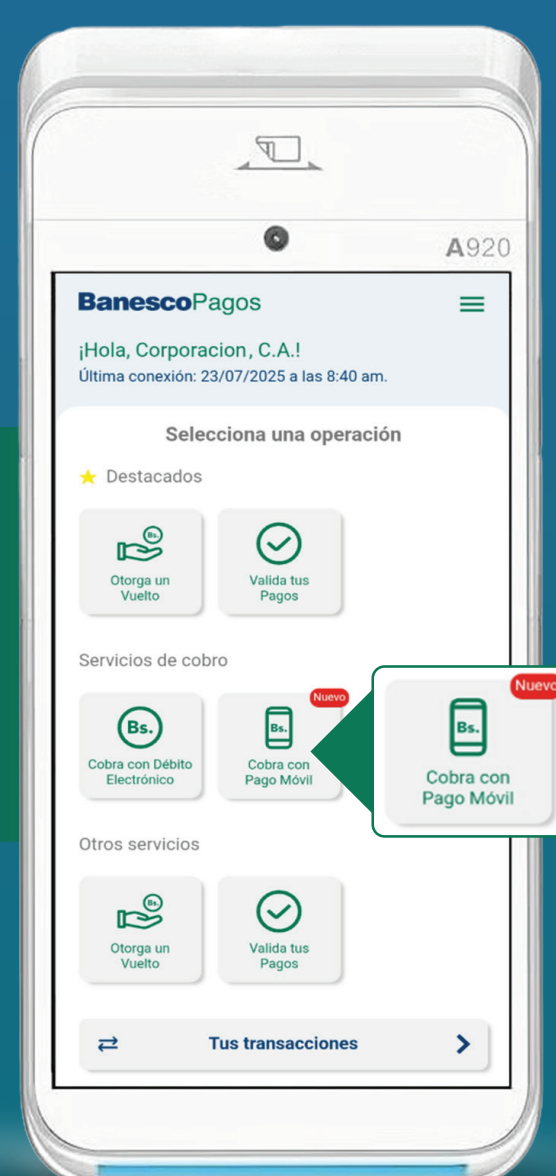 A920
BanescoPagos
¡Hola, Corporacion, C.A.!
Última conexión: 23/07/2025 a las 8:40 am.
Selecciona una operación
Destacados
Bs.
Otorga un
Vuelto
Valida tus
Pagos
Servicios de cobro
Bs.
Cobra con Débito
Electrónico
Nuevo
Bs.
Cobra con
Pago Móvil
Nuevo
Bs.
Cobra con
Pago Móvil
Otros servicios
Bs.
Otorga un
Vuelto
Valida tus
Pagos
Tus transacciones